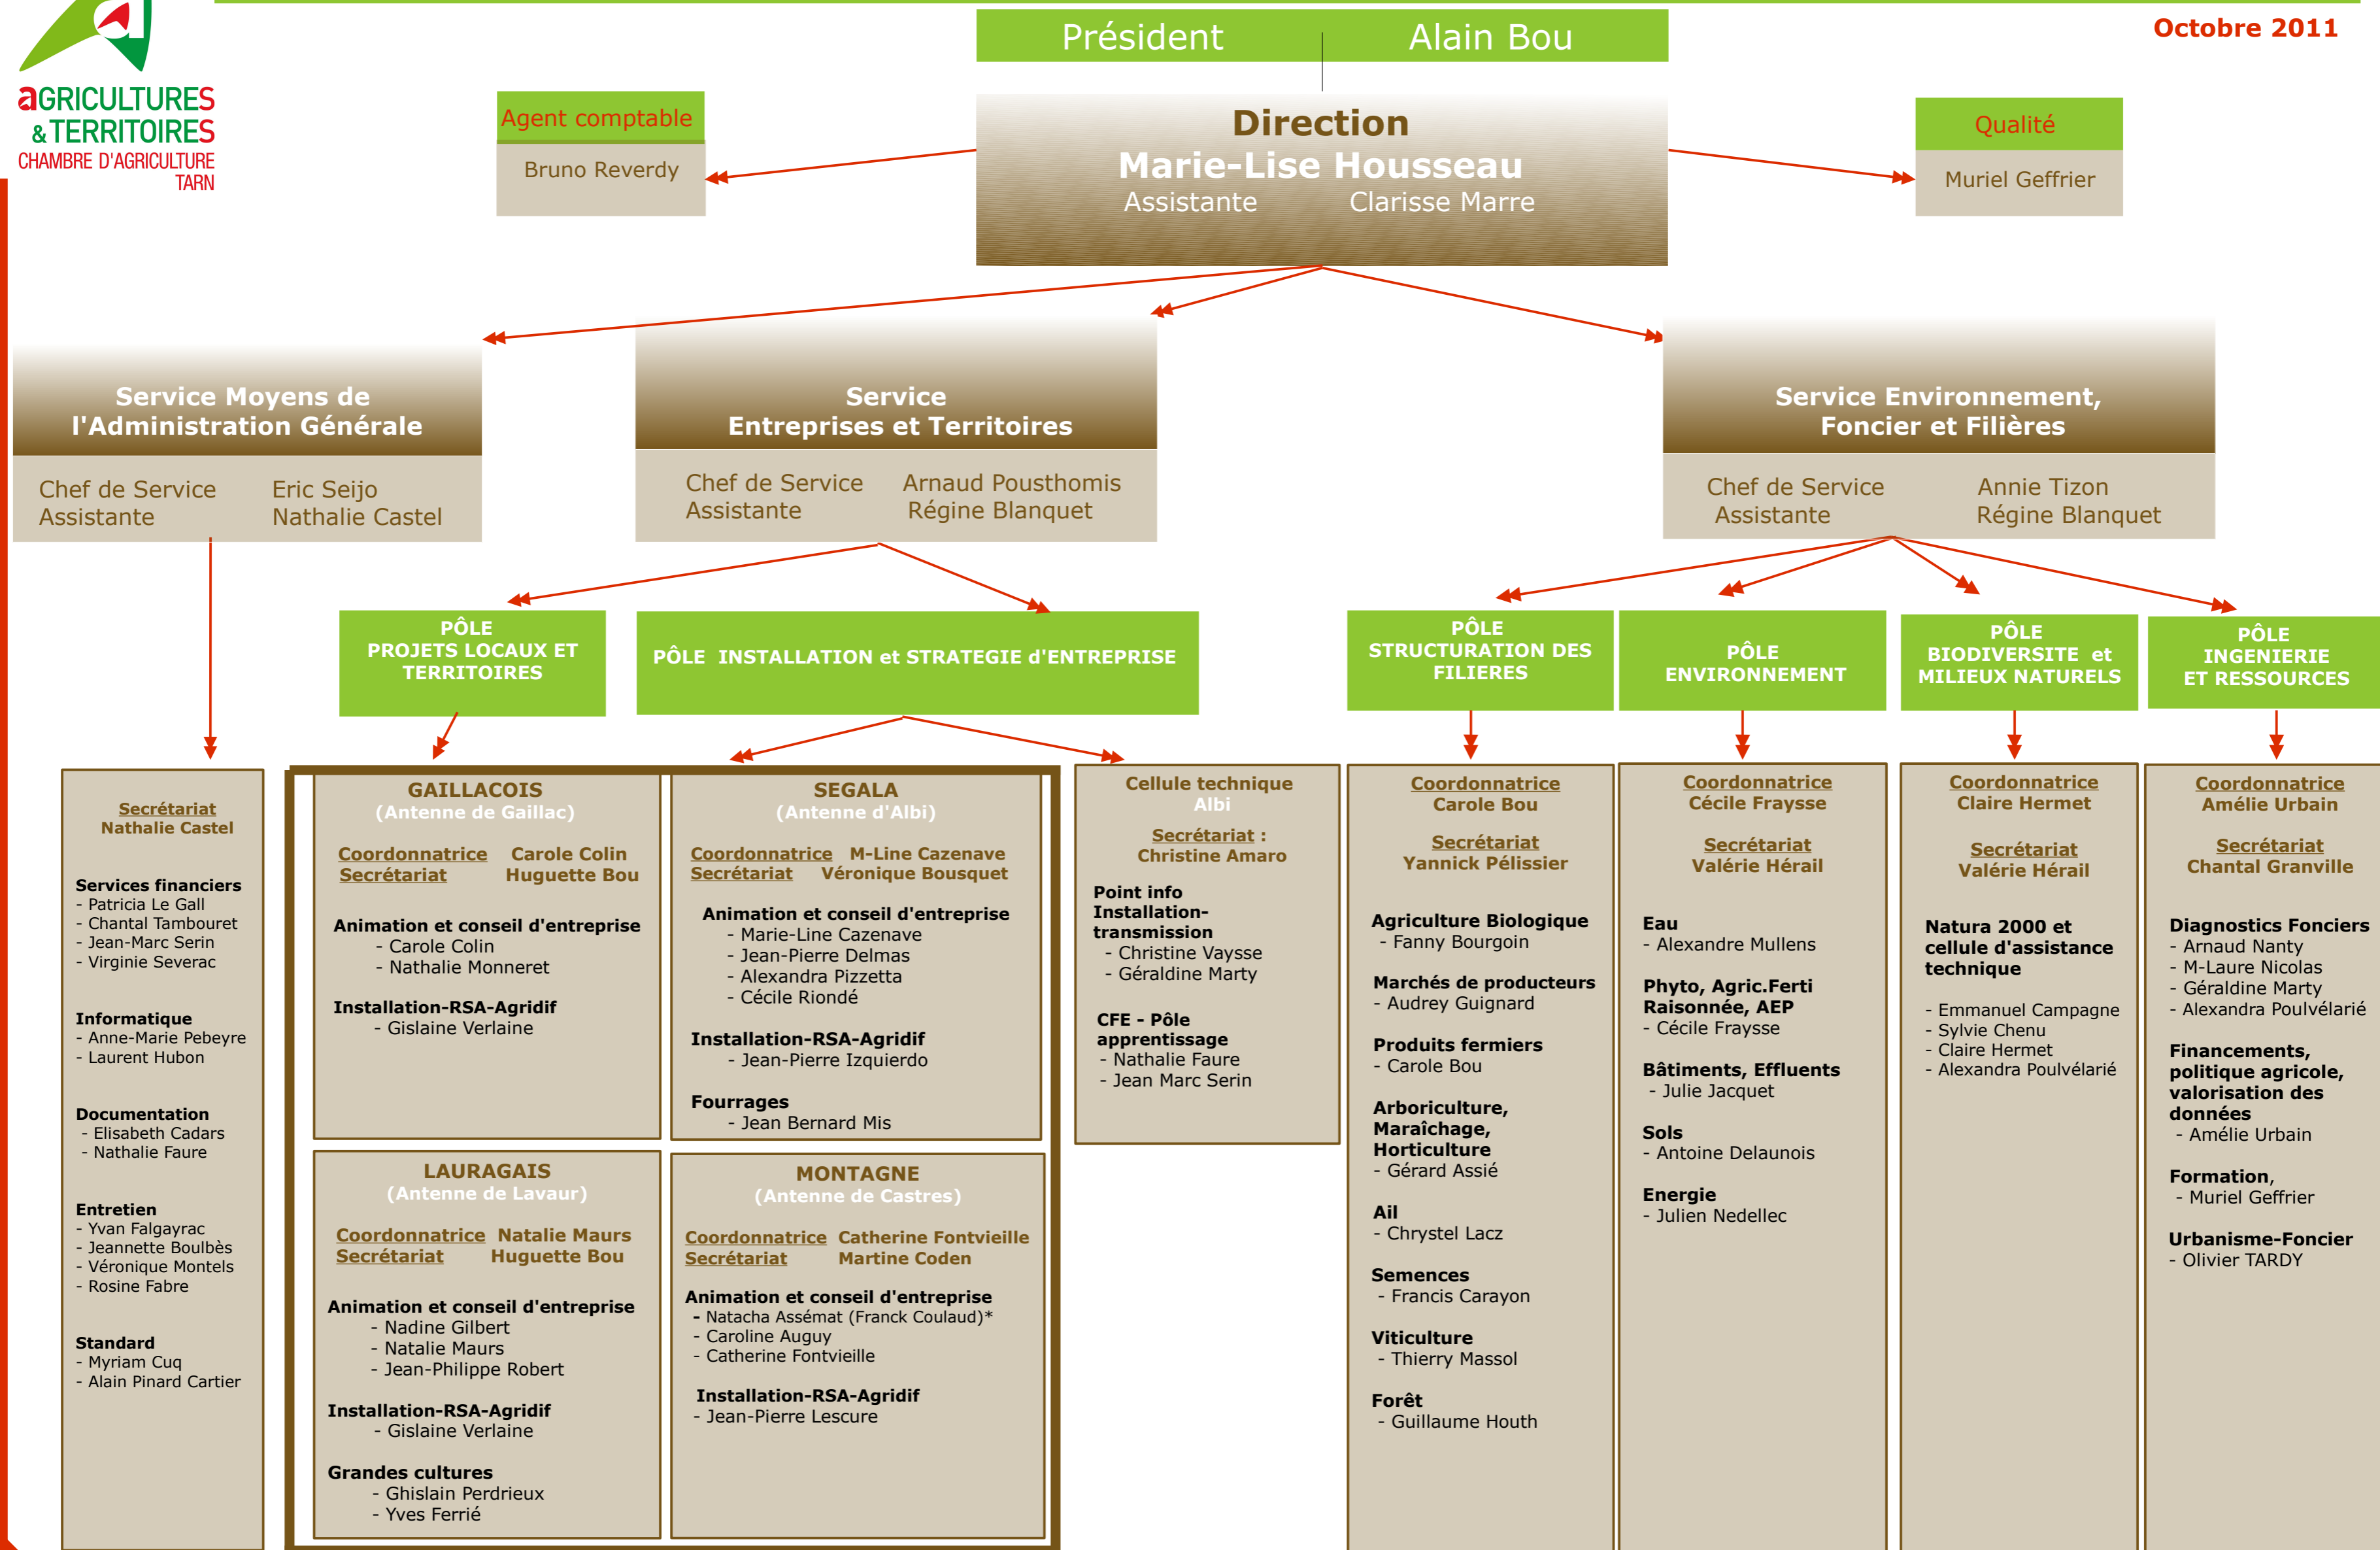 Octobre 2011
Président Alain Bou
aGRICULTURES
& TERRITOIRES
CHAMBRE D'AGRICULTURE
TARN
Agent comptable
Bruno Reverdy
Direction
Marie-Lise Housseau
Assistante Clarisse Marre
Qualité
Muriel Geffrier
Service Moyens de
l'Administration Générale
Chef de Service Eric Seijo
Assistante Nathalie Castel
Service
Entreprises et Territoires
Chef de Service Arnaud Pousthomis
Assistante Régine Blanquet
Service Environnement,
Foncier et Filières
Chef de Service Annie Tizon
Assistante Régine Blanquet
PÔLE
PROJETS LOCAUX ET
TERRITOIRES
PÔLE INSTALLATION et STRATEGIE d'ENTREPRISE
PÔLE
STRUCTURATION DES
FILIERES
PÔLE
ENVIRONNEMENT
PÔLE
BIODIVERSITE et
MILIEUX NATURELS
PÔLE
INGENIERIE
ET RESSOURCES
Secrétariat
Nathalie Castel
Services financiers
- Patricia Le Gall
- Chantal Tambouret
- Jean-Marc Serin
- Virginie Severac
Informatique
- Anne-Marie Pebeyre
- Laurent Hubon
Documentation
- Elisabeth Cadars
- Nathalie Faure
Entretien
- Yvan Falgayrac
- Jeannette Boulbès
- Véronique Montels
- Rosine Fabre
Standard
- Myriam Cuq
- Alain Pinard Cartier
GAILLACOIS
(Antenne de Gaillac)
Coordonnatrice Carole Colin
Secrétariat Huguette Bou
Animation et conseil d'entreprise
- Carole Colin
- Nathalie Monneret
Installation-RSA-Agridif
- Gislaine Verlaine
SEGALA
(Antenne d'Albi)
Coordonnatrice M-Line Cazenave
Secrétariat Véronique Bousquet
Animation et conseil d'entreprise
- Marie-Line Cazenave
- Jean-Pierre Delmas
- Alexandra Pizzetta
- Cécile Riondé
Installation-RSA-Agridif
- Jean-Pierre Izquierdo
Fourrages
- Jean Bernard Mis
LAURAGAIS
(Antenne de Lavaur)
Coordonnatrice Natalie Maurs
Secrétariat Huguette Bou
Animation et conseil d'entreprise
- Nadine Gilbert
- Natalie Maurs
- Jean-Philippe Robert
Installation-RSA-Agridif
- Gislaine Verlaine
Grandes cultures
- Ghislain Perdrieux
- Yves Ferrié
MONTAGNE
(Antenne de Castres)
Coordonnatrice Catherine Fontvieille
Secrétariat Martine Coden
Animation et conseil d'entreprise
- Natacha Assémat (Franck Coulaud)*
- Caroline Auguy
- Catherine Fontvieille
Installation-RSA-Agridif
- Jean-Pierre Lescure
Cellule technique
Albi
Secrétariat :
Christine Amaro
Point info
Installation-
transmission
- Christine Vaysse
- Géraldine Marty
CFE - Pôle
apprentissage
- Nathalie Faure
- Jean Marc Serin
Coordonnatrice
Carole Bou
Secrétariat
Yannick Pélissier
Agriculture Biologique
- Fanny Bourgoin
Marchés de producteurs
- Audrey Guignard
Produits fermiers
- Carole Bou
Arboriculture,
Maraîchage,
Horticulture
- Gérard Assié
Ail
- Chrystel Lacz
Semences
- Francis Carayon
Viticulture
- Thierry Massol
Forêt
- Guillaume Houth
Coordonnatrice
Cécile Fraysse
Secrétariat
Valérie Hérail
Eau
- Alexandre Mullens
Phyto, Agric.Ferti
Raisonnée, AEP
- Cécile Fraysse
Bâtiments, Effluents
- Julie Jacquet
Sols
- Antoine Delaunois
Energie
- Julien Nedellec
Coordonnatrice
Claire Hermet
Secrétariat
Valérie Hérail
Natura 2000 et
cellule d'assistance
technique
- Emmanuel Campagne
- Sylvie Chenu
- Claire Hermet
- Alexandra Poulvélarié
Coordonnatrice
Amélie Urbain
Secrétariat
Chantal Granville
Diagnostics Fonciers
- Arnaud Nanty
- M-Laure Nicolas
- Géraldine Marty
- Alexandra Poulvélarié
Financements,
politique agricole,
valorisation des
données
- Amélie Urbain
Formation,
- Muriel Geffrier
Urbanisme-Foncier
- Olivier TARDY